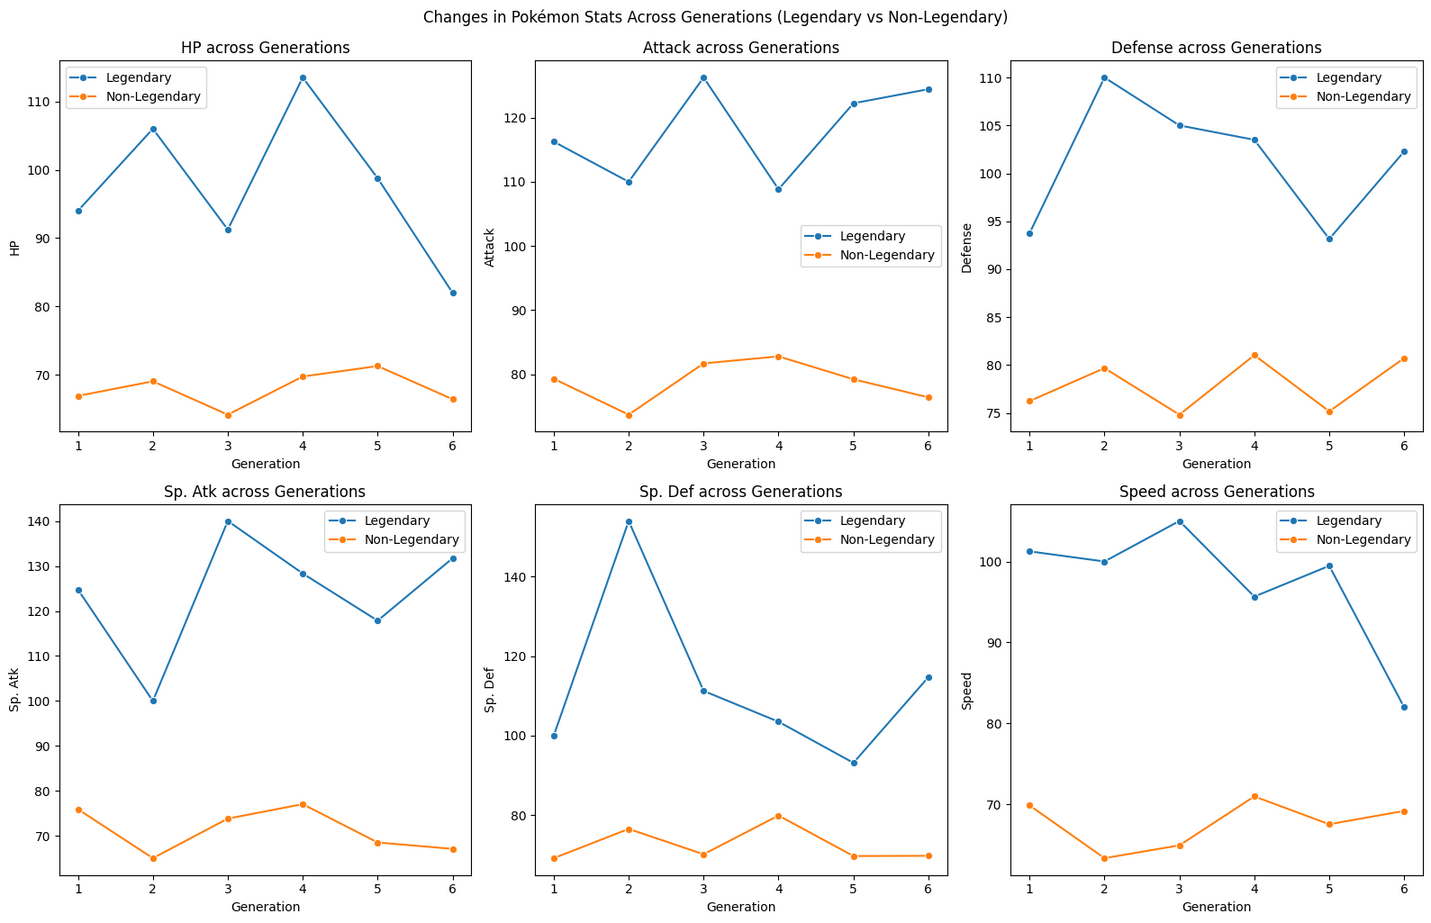 Changes in Pokémon Stats Across Generations (Legendary vs Non-Legendary)
HP across Generations
Legendary
Non-Legendary
110
100
90
80
70
HP
1 2 3 4 5 6
Generation
Attack across Generations
Legendary
Non-Legendary
120
110
100
90
80
Attack
1 2 3 4 5 6
Generation
Defense across Generations
Legendary
Non-Legendary
110
105
100
95
90
85
80
75
Defense
1 2 3 4 5 6
Generation
Sp. Atk across Generations
Legendary
Non-Legendary
140
130
120
110
100
90
80
70
Sp. Atk
1 2 3 4 5 6
Generation
Sp. Def across Generations
Legendary
Non-Legendary
140
120
100
80
Sp. Def
1 2 3 4 5 6
Generation
Speed across Generations
Legendary
Non-Legendary
100
90
80
70
Speed
1 2 3 4 5 6
Generation